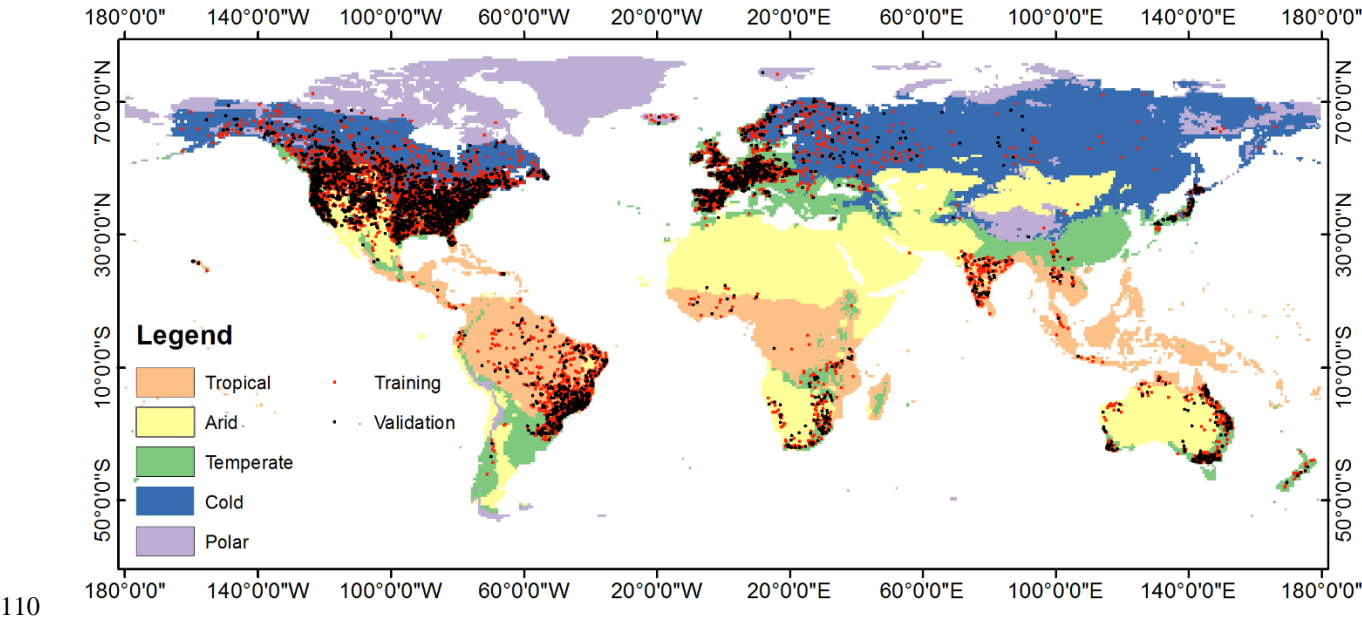 180°0'0" 140°0'0"W 100°0'0"W 60°0'0"W 20°0'0"W 20°0'0"E 60°0'0"E 100°0'0"E 140°0'0"E 180°0'0"
70°0'0"N 70°0'0"N
30°0'0"N 30°0'0"N
10°0'0"S 10°0'0"S
50°0'0"S 50°0'0"S
Legend
Tropical Training
Arid Validation
Temperate
Cold
Polar
180°0'0" 140°0'0"W 100°0'0"W 60°0'0"W 20°0'0"W 20°0'0"E 60°0'0"E 100°0'0"E 140°0'0"E 180°0'0"
110